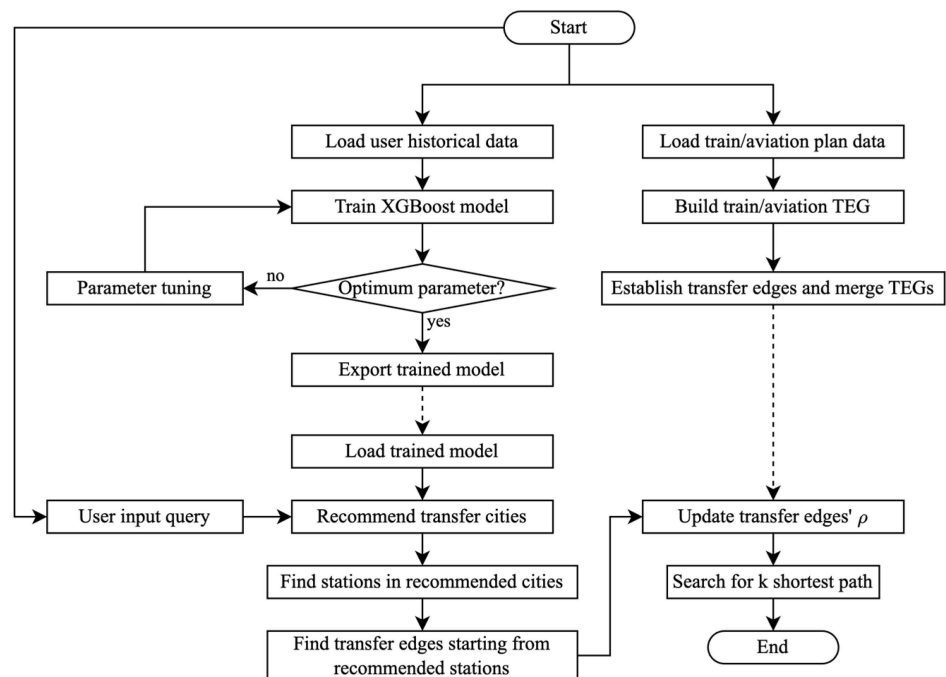 Start
Load user historical data
Load train/aviation plan data
Train XGBoost model
Build train/aviation TEG
Parameter tuning
no
Optimum parameter?
Establish transfer edges and merge TEGs
yes
Export trained model
Load trained model
User input query
Recommend transfer cities
Update transfer edges' ρ
Find stations in recommended cities
Search for k shortest path
Find transfer edges starting from
recommended stations
End